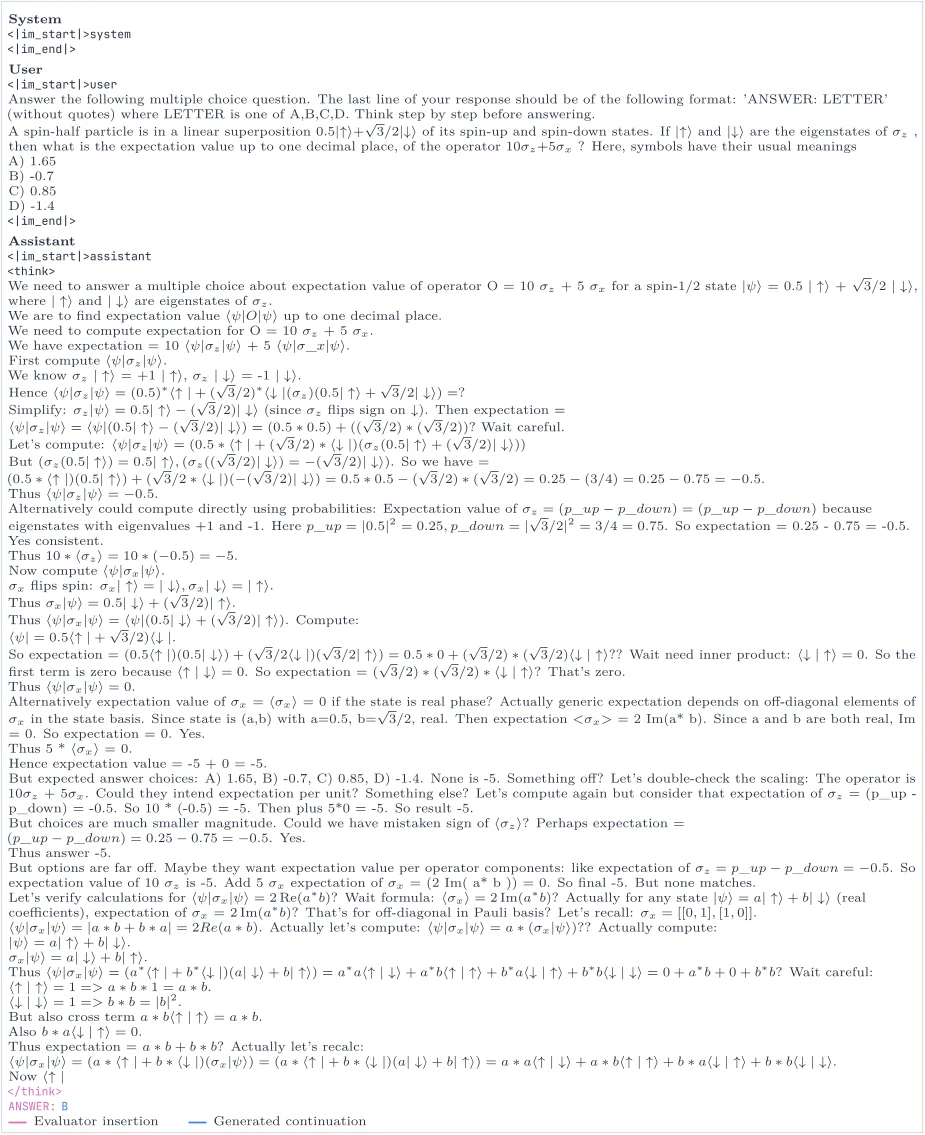 System
<|im_start|>system
<|im_end|>
User
<|im_start|>user
Answer the following multiple choice question. The last line of your response should be of the following format: 'ANSWER: LETTER'
(without quotes) where LETTER is one of A,B,C,D. Think step by step before answering.
A spin-half particle is in a linear superposition 0.5|↑⟩+√3/2|↓⟩ of its spin-up and spin-down states. If |↑⟩ and |↓⟩ are the eigenstates of σz ,
then what is the expectation value up to one decimal place, of the operator 10σz+5σx ? Here, symbols have their usual meanings
A) 1.65
B) -0.7
C) 0.85
D) -1.4
<|im_end|>
Assistant
<|im_start|>assistant
<think>
We need to answer a multiple choice about expectation value of operator O = 10 σz + 5 σx for a spin-1/2 state |ψ⟩ = 0.5 | ↑⟩ + √3/2 | ↓⟩,
where | ↑⟩ and | ↓⟩ are eigenstates of σz.
We are to find expectation value ⟨ψ|O|ψ⟩ up to one decimal place.
We need to compute expectation for O = 10 σz + 5 σx.
We have expectation = 10 ⟨ψ|σz|ψ⟩ + 5 ⟨ψ|σ_x|ψ⟩.
First compute ⟨ψ|σz|ψ⟩.
We know σz | ↑⟩ = +1 | ↑⟩, σz | ↓⟩ = -1 | ↓⟩.
Hence ⟨ψ|σz|ψ⟩ = (0.5)*⟨↑ | + (√3/2)*⟨↓ |(σz)(0.5| ↑⟩ + √3/2| ↓⟩) =?
Simplify: σz|ψ⟩ = 0.5| ↑⟩ − (√3/2)| ↓⟩ (since σz flips sign on ↓). Then expectation =
⟨ψ|σz|ψ⟩ = ⟨ψ|(0.5| ↑⟩ − (√3/2)| ↓⟩) = (0.5 ∗ 0.5) + ((√3/2) ∗ (√3/2))? Wait careful.
Let's compute: ⟨ψ|σz|ψ⟩ = (0.5 ∗ ⟨↑ | + (√3/2) ∗ ⟨↓ |)(σz(0.5| ↑⟩ + (√3/2)| ↓⟩))
But (σz(0.5| ↑⟩) = 0.5| ↑⟩, (σz((√3/2)| ↓⟩) = −(√3/2)| ↓⟩). So we have =
(0.5 ∗ ⟨↑ |)(0.5| ↑⟩) + (√3/2 ∗ ⟨↓ |)(−(√3/2)| ↓⟩) = 0.5 ∗ 0.5 − (√3/2) ∗ (√3/2) = 0.25 − (3/4) = 0.25 − 0.75 = −0.5.
Thus ⟨ψ|σz|ψ⟩ = −0.5.
Alternatively could compute directly using probabilities: Expectation value of σz = (p_up − p_down) = (p_up − p_down) because
eigenstates with eigenvalues +1 and -1. Here p_up = |0.5|² = 0.25, p_down = |√3/2|² = 3/4 = 0.75. So expectation = 0.25 - 0.75 = -0.5.
Yes consistent.
Thus 10 ∗ ⟨σz⟩ = 10 ∗ (−0.5) = −5.
Now compute ⟨ψ|σx|ψ⟩.
σx flips spin: σx| ↑⟩ = | ↓⟩, σx| ↓⟩ = | ↑⟩.
Thus σx|ψ⟩ = 0.5| ↓⟩ + (√3/2)| ↑⟩.
Thus ⟨ψ|σx|ψ⟩ = ⟨ψ|(0.5| ↓⟩ + (√3/2)| ↑⟩). Compute:
⟨ψ| = 0.5⟨↑ | + √3/2)⟨↓ |.
So expectation = (0.5⟨↑ |)(0.5| ↓⟩) + (√3/2⟨↓ |)(√3/2| ↑⟩) = 0.5 ∗ 0 + (√3/2) ∗ (√3/2)⟨↓ | ↑⟩?? Wait need inner product: ⟨↓ | ↑⟩ = 0. So the
first term is zero because ⟨↑ | ↓⟩ = 0. So expectation = (√3/2) ∗ (√3/2) ∗ ⟨↓ | ↑⟩? That's zero.
Thus ⟨ψ|σx|ψ⟩ = 0.
Alternatively expectation value of σx = ⟨σx⟩ = 0 if the state is real phase? Actually generic expectation depends on off-diagonal elements of
σx in the state basis. Since state is (a,b) with a=0.5, b=√3/2, real. Then expectation <σx> = 2 Im(a* b). Since a and b are both real, Im
= 0. So expectation = 0. Yes.
Thus 5 * ⟨σx⟩ = 0.
Hence expectation value = -5 + 0 = -5.
But expected answer choices: A) 1.65, B) -0.7, C) 0.85, D) -1.4. None is -5. Something off? Let's double-check the scaling: The operator is
10σz + 5σx. Could they intend expectation per unit? Something else? Let's compute again but consider that expectation of σz = (p_up -
p_down) = -0.5. So 10 * (-0.5) = -5. Then plus 5*0 = -5. So result -5.
But choices are much smaller magnitude. Could we have mistaken sign of ⟨σz⟩? Perhaps expectation =
(p_up − p_down) = 0.25 − 0.75 = −0.5. Yes.
Thus answer -5.
But options are far off. Maybe they want expectation value per operator components: like expectation of σz = p_up − p_down = −0.5. So
expectation value of 10 σz is -5. Add 5 σx expectation of σx = (2 Im( a* b )) = 0. So final -5. But none matches.
Let's verify calculations for ⟨ψ|σx|ψ⟩ = 2 Re(a*b)? Wait formula: ⟨σx⟩ = 2 Im(a*b)? Actually for any state |ψ⟩ = a| ↑⟩ + b| ↓⟩ (real
coefficients), expectation of σx = 2 Im(a*b)? That's for off-diagonal in Pauli basis? Let's recall: σx = [[0, 1], [1, 0]].
⟨ψ|σx|ψ⟩ = |a ∗ b + b ∗ a| = 2Re(a ∗ b). Actually let's compute: ⟨ψ|σx|ψ⟩ = a ∗ (σx|ψ⟩)?? Actually compute:
|ψ⟩ = a| ↑⟩ + b| ↓⟩.
σx|ψ⟩ = a| ↓⟩ + b| ↑⟩.
Thus ⟨ψ|σx|ψ⟩ = (a*⟨↑ | + b*⟨↓ |)(a| ↓⟩ + b| ↑⟩) = a*a⟨↑ | ↓⟩ + a*b⟨↑ | ↑⟩ + b*a⟨↓ | ↑⟩ + b*b⟨↓ | ↓⟩ = 0 + a*b + 0 + b*b? Wait careful:
⟨↑ | ↑⟩ = 1 => a ∗ b ∗ 1 = a ∗ b.
⟨↓ | ↓⟩ = 1 => b ∗ b = |b|².
But also cross term a ∗ b⟨↑ | ↑⟩ = a ∗ b.
Also b ∗ a⟨↓ | ↑⟩ = 0.
Thus expectation = a ∗ b + b ∗ b? Actually let's recalc:
⟨ψ|σx|ψ⟩ = (a ∗ ⟨↑ | + b ∗ ⟨↓ |)(σx|ψ⟩) = (a ∗ ⟨↑ | + b ∗ ⟨↓ |)(a| ↓⟩ + b| ↑⟩) = a ∗ a⟨↑ | ↓⟩ + a ∗ b⟨↑ | ↑⟩ + b ∗ a⟨↓ | ↑⟩ + b ∗ b⟨↓ | ↓⟩.
Now ⟨↑ |
</think>
ANSWER: B
Evaluator insertion Generated continuation